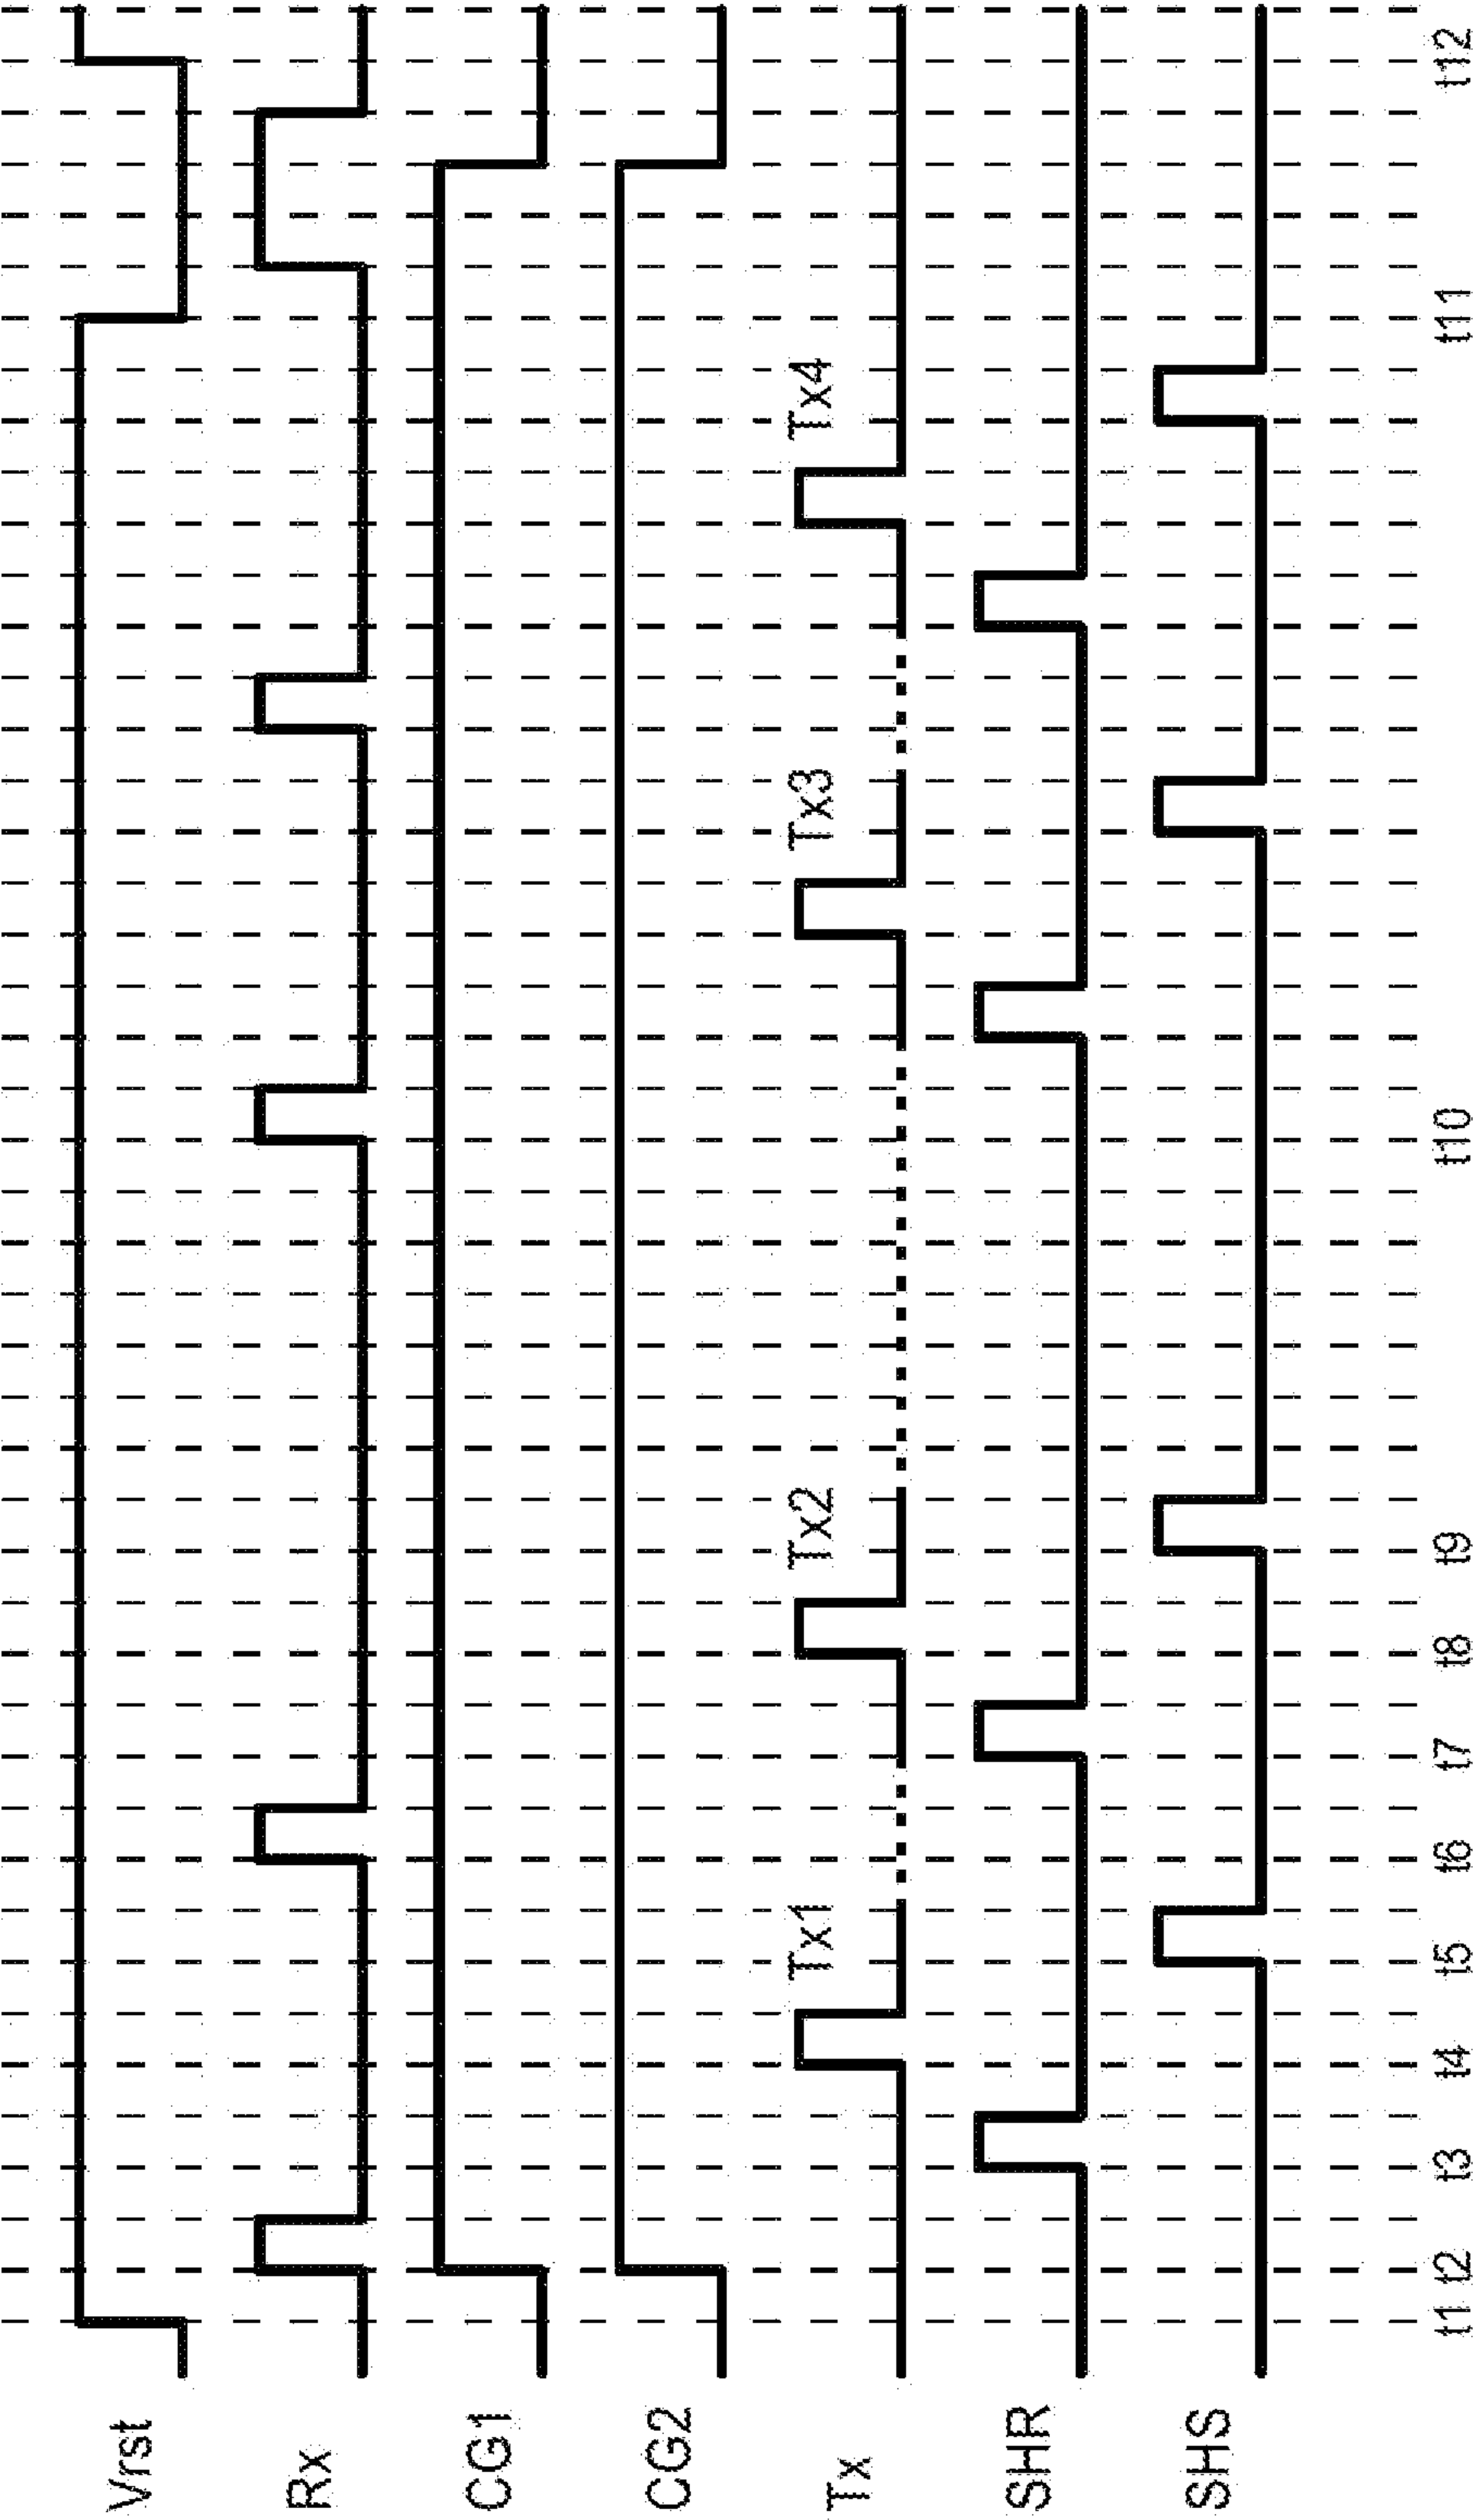 Vrst
Rx
CG1
CG2
Tx
Tx1
Tx2
Tx3
Tx4
SHR
SHS
t1 t2 t3 t4 t5 t6 t7 t8 t9 t10 t11 t12